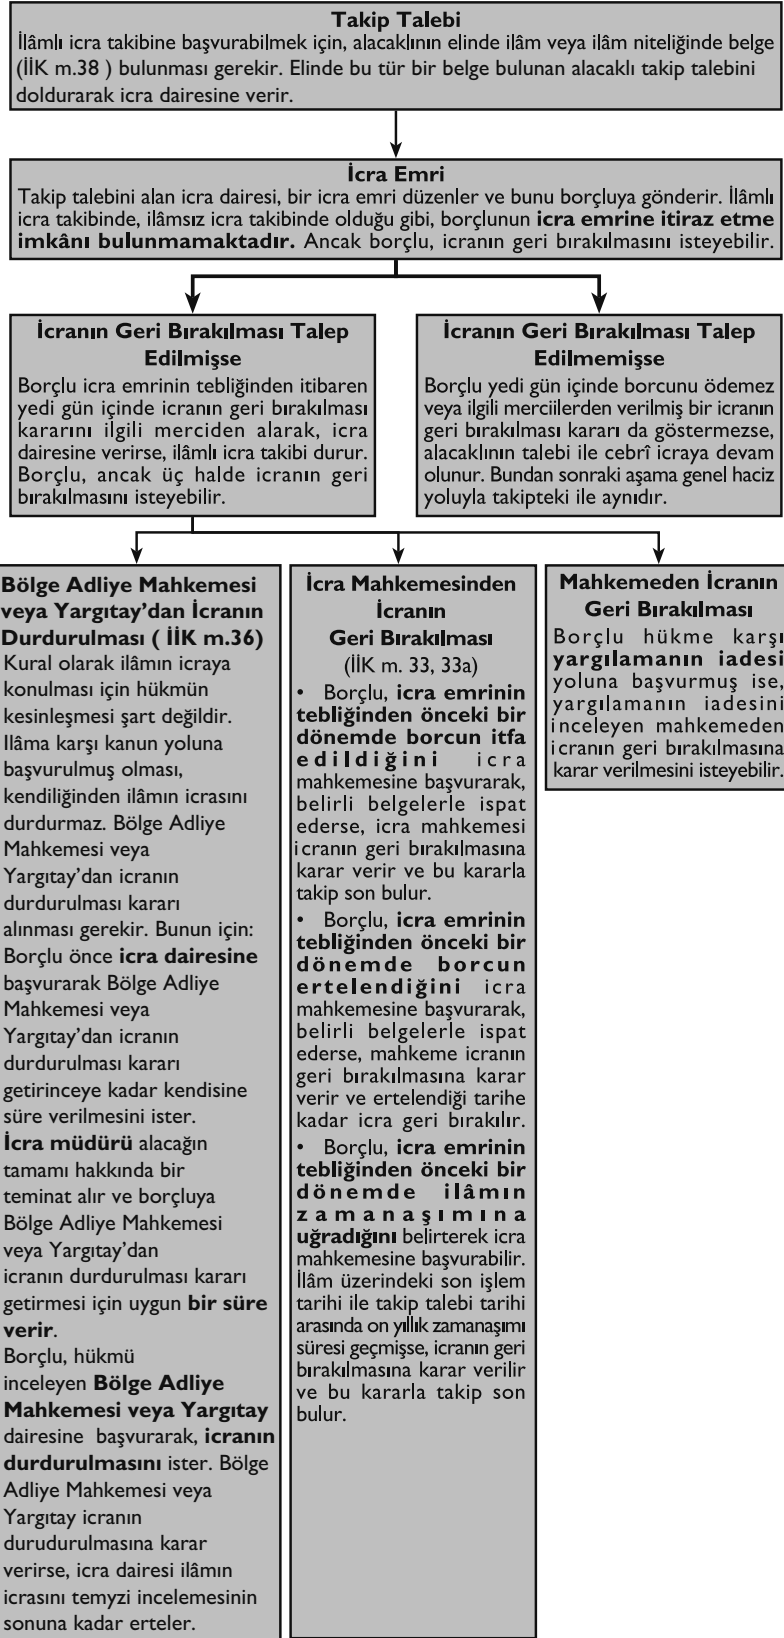 Takip Talebi
İlâmlı icra takibine başvurabilmek için, alacaklının elinde ilâm veya ilâm niteliğinde belge
(İİK m.38 ) bulunması gerekir. Elinde bu tür bir belge bulunan alacaklı takip talebini
doldurarak icra dairesine verir.
İcra Emri
Takip talebini alan icra dairesi, bir icra emri düzenler ve bunu borçluya gönderir. İlâmlı
icra takibinde, ilâmsız icra takibinde olduğu gibi, borçlunun icra emrine itiraz etme
imkânı bulunmamaktadır. Ancak borçlu, icranın geri bırakılmasını isteyebilir.
İcranın Geri Bırakılması Talep
Edilmişse
Borçlu icra emrinin tebliğinden itibaren
yedi gün içinde icranın geri bırakılması
kararını ilgili merciden alarak, icra
dairesine verirse, ilâmlı icra takibi durur.
Borçlu, ancak üç halde icranın geri
bırakılmasını isteyebilir.
İcranın Geri Bırakılması Talep
Edilmemişse
Borçlu yedi gün içinde borcunu ödemez
veya ilgili merciilerden verilmiş bir icranın
geri bırakılması kararı da göstermezse,
alacaklının talebi ile cebrî icraya devam
olunur. Bundan sonraki aşama genel haciz
yoluyla takipteki ile aynıdır.
Bölge Adliye Mahkemesi
veya Yargıtay’dan İcranın
Durdurulması ( İİK m.36)
Kural olarak ilâmın icraya
konulması için hükmün
kesinleşmesi şart değildir.
Ilâma karşı kanun yoluna
başvurulmuş olması,
kendiliğinden ilâmın icrasını
durdurmaz. Bölge Adliye
Mahkemesi veya
Yargıtay’dan icranın
durdurulması kararı
alınması gerekir. Bunun için:
Borçlu önce icra dairesine
başvurarak Bölge Adliye
Mahkemesi veya
Yargıtay’dan icranın
durdurulması kararı
getirinceye kadar kendisine
süre verilmesini ister.
İcra müdürü alacağın
tamamı hakkında bir
teminat alır ve borçluya
Bölge Adliye Mahkemesi
veya Yargıtay’dan
icranın durdurulması kararı
getirmesi için uygun bir süre
verir.
Borçlu, hükmü
inceleyen Bölge Adliye
Mahkemesi veya Yargıtay
dairesine başvurarak, icranın
durdurulmasını ister. Bölge
Adliye Mahkemesi veya
Yargıtay icranın
durudurulmasına karar
verirse, icra dairesi ilâmın
icrasını temyzi incelemesinin
sonuna kadar erteler.
İcra Mahkemesinden
İcranın
Geri Bırakılması
(İİK m. 33, 33a)
• Borçlu, icra emrinin
tebliğinden önceki bir
dönemde borcun itfa
edildiğini icra
mahkemesine başvurarak,
belirli belgelerle ispat
ederse, icra mahkemesi
icranın geri bırakılmasına
karar verir ve bu kararla
takip son bulur.
• Borçlu, icra emrinin
tebliğinden önceki bir
dönemde borcun
ertelendiğini icra
mahkemesine başvurarak,
belirli belgelerle ispat
ederse, mahkeme icranın
geri bırakılmasına karar
verir ve ertelendiği tarihe
kadar icra geri bırakılır.
• Borçlu, icra emrinin
tebliğinden önceki bir
dönemde ilâmın
zamanaşımına
uğradığını belirterek icra
mahkemesine başvurabilir.
İlâm üzerindeki son işlem
tarihi ile takip talebi tarihi
arasında on yıllık zamanaşımı
süresi geçmişse, icranın geri
bırakılmasına karar verilir
ve bu kararla takip son
bulur.
Mahkemeden İcranın
Geri Bırakılması
Borçlu hükme karşı
yargılamanın iadesi
yoluna başvurmuş ise,
yargılamanın iadesini
inceleyen mahkemeden
icranın geri bırakılmasına
karar verilmesini isteyebilir.